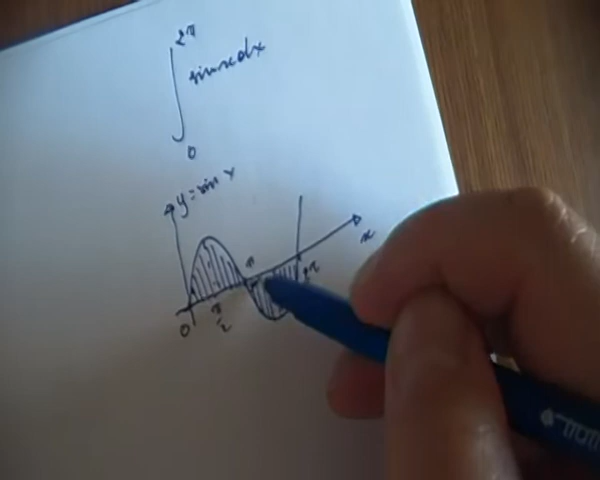 2π
∫ sin x dx
0
y = sin x
π
x
2π
π/2
0